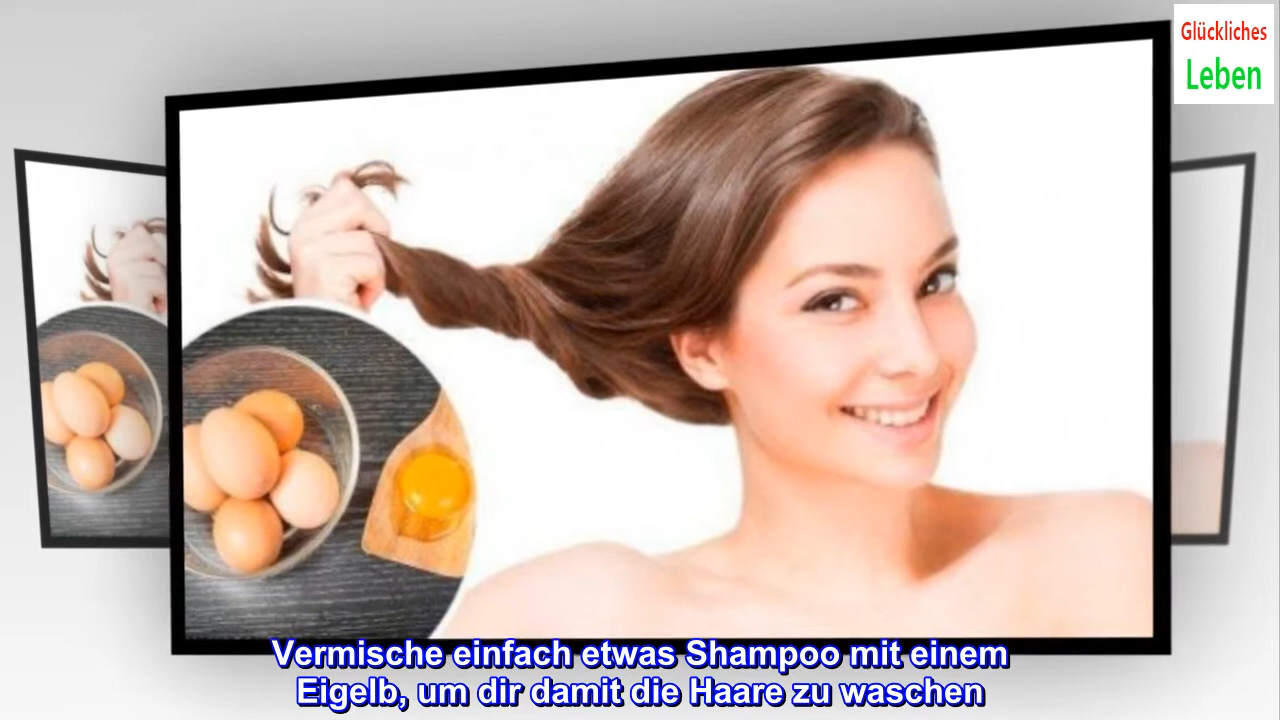 Glückliches
Leben
Vermische einfach etwas Shampoo mit einem
Eigelb, um dir damit die Haare zu waschen